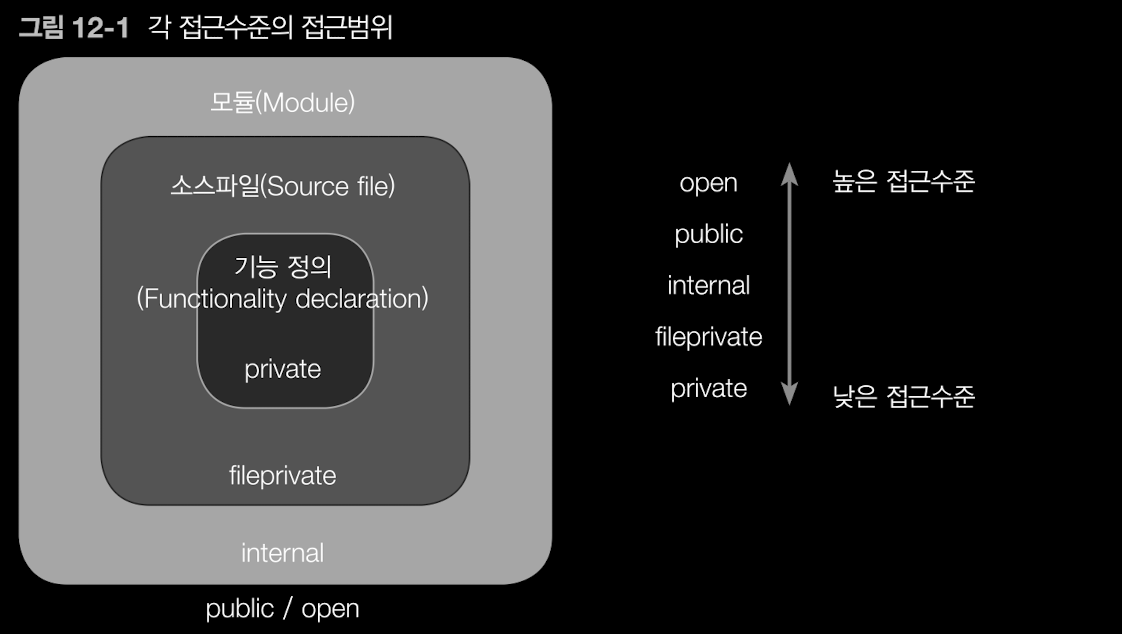 그림 12-1 각 접근수준의 접근범위
모듈(Module)
소스파일(Source file)
기능 정의
(Functionality declaration)
private
fileprivate
internal
public / open
open
public
internal
fileprivate
private
높은 접근수준
낮은 접근수준